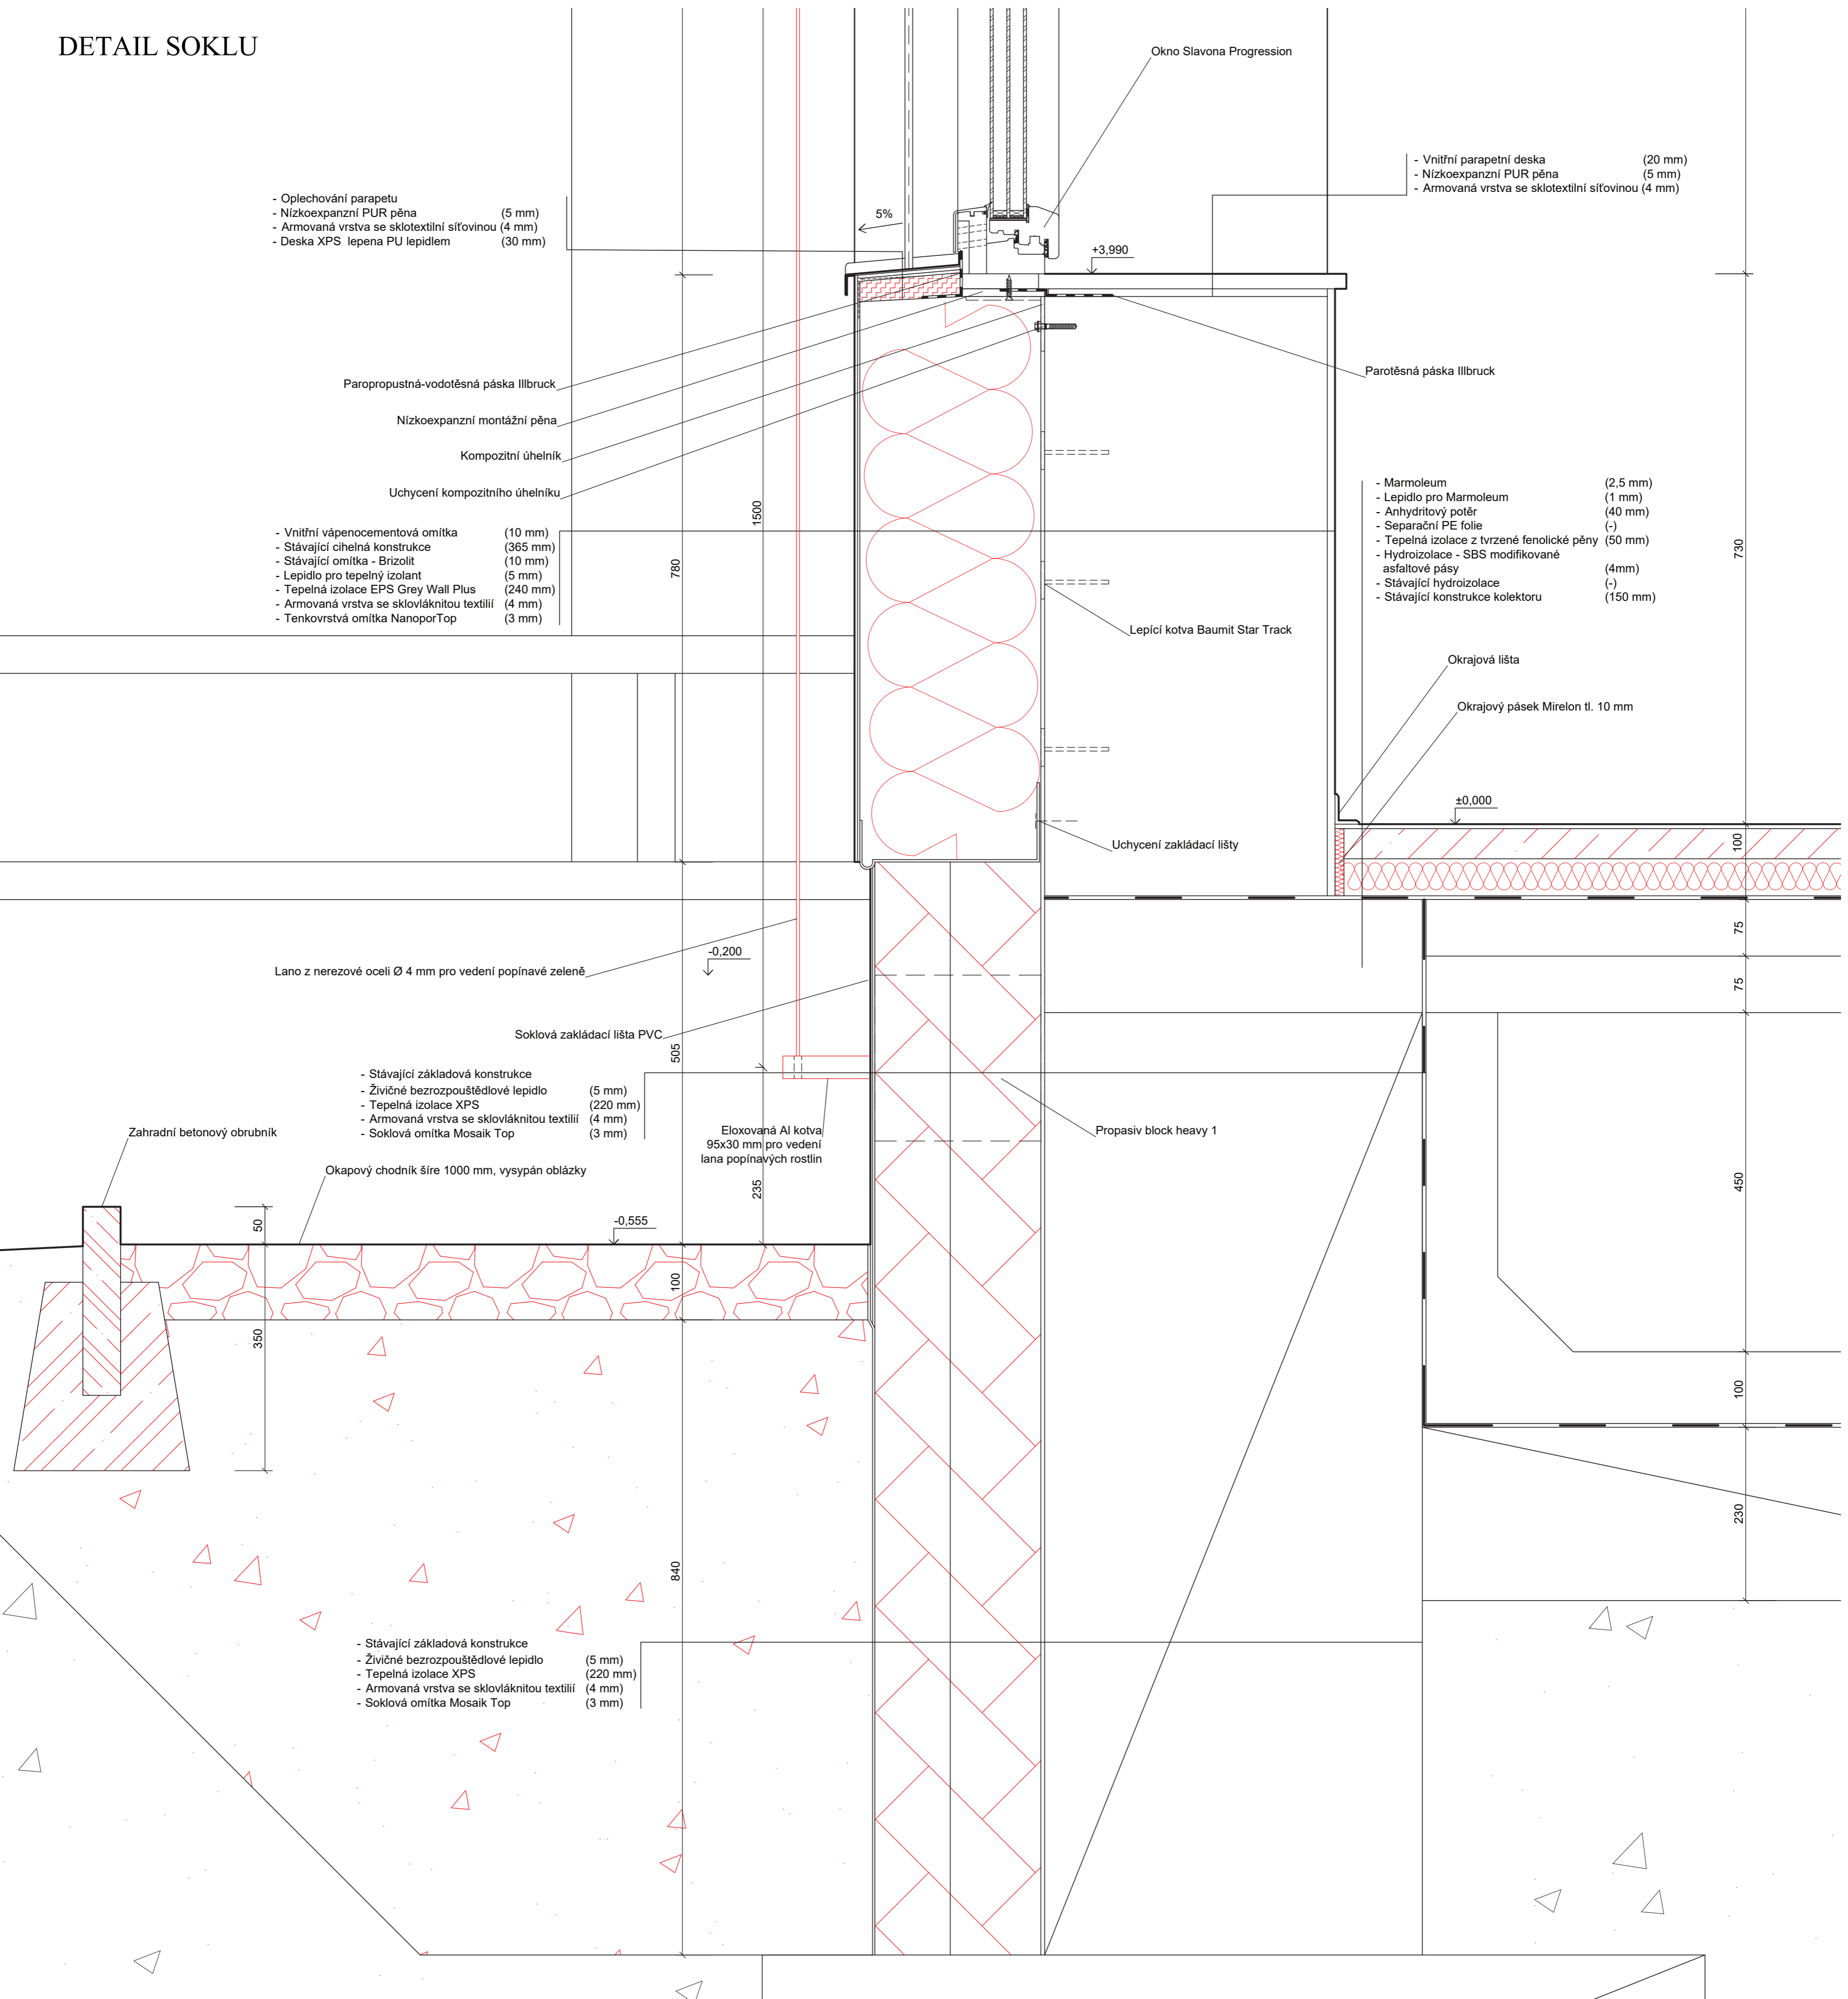 DETAIL SOKLU
Okno Slavona Progression
- Vnitřní parapetní deska (20 mm)
- Nízkoexpanzní PUR pěna (5 mm)
- Armovaná vrstva se sklotextilní síťovinou (4 mm)
- Oplechování parapetu
- Nízkoexpanzní PUR pěna (5 mm)
- Armovaná vrstva se sklotextilní síťovinou (4 mm)
- Deska XPS lepena PU lepidlem (30 mm)
5%
+3,990
Paropropustná-vodotěsná páska Illbruck
Parotěsná páska Illbruck
Nízkoexpanzní montážní pěna
Kompozitní úhelník
Uchycení kompozitního úhelníku
1500
780
730
- Vnitřní vápenocementová omítka (10 mm)
- Stávající cihelná konstrukce (365 mm)
- Stávající omítka - Brizolit (10 mm)
- Lepidlo pro tepelný izolant (5 mm)
- Tepelná izolace EPS Grey Wall Plus (240 mm)
- Armovaná vrstva se sklovláknitou textilií (4 mm)
- Tenkovrstvá omítka NanoporTop (3 mm)
- Marmoleum (2,5 mm)
- Lepidlo pro Marmoleum (1 mm)
- Anhydritový potěr (40 mm)
- Separační PE folie (-)
- Tepelná izolace z tvrzené fenolické pěny (50 mm)
- Hydroizolace - SBS modifikované
asfaltové pásy (4mm)
- Stávající hydroizolace (-)
- Stávající konstrukce kolektoru (150 mm)
Lepící kotva Baumit Star Track
Okrajová lišta
Okrajový pásek Mirelon tl. 10 mm
±0,000
Uchycení zakládací lišty
100
75
75
-0,200
Lano z nerezové oceli Ø 4 mm pro vedení popínavé zeleně
Soklová zakládací lišta PVC
505
- Stávající základová konstrukce
- Živičné bezrozpouštědlové lepidlo (5 mm)
- Tepelná izolace XPS (220 mm)
- Armovaná vrstva se sklovláknitou textilií (4 mm)
- Soklová omítka Mosaik Top (3 mm)
Eloxovaná Al kotva
95x30 mm pro vedení
lana popínavých rostlin
Propasiv block heavy 1
Zahradní betonový obrubník
Okapový chodník šíre 1000 mm, vysypán oblázky
235
450
50
-0,555
100
350
100
230
840
- Stávající základová konstrukce
- Živičné bezrozpouštědlové lepidlo (5 mm)
- Tepelná izolace XPS (220 mm)
- Armovaná vrstva se sklovláknitou textilií (4 mm)
- Soklová omítka Mosaik Top (3 mm)